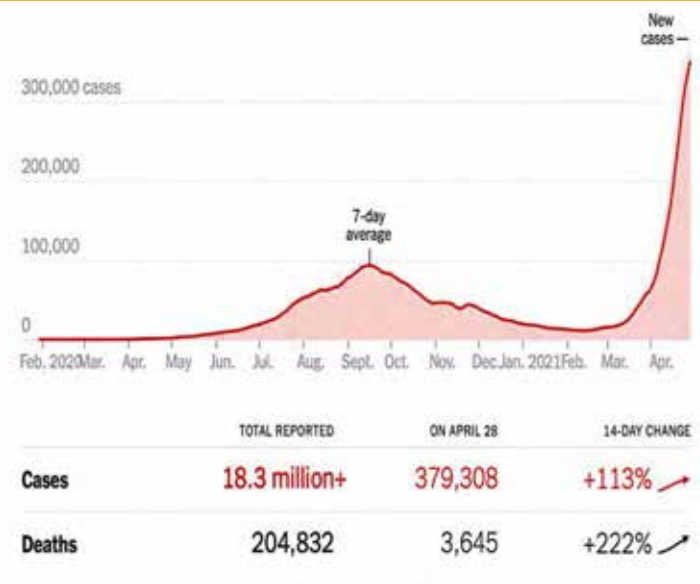 New
cases
300,000 cases
200,000
7-day
average
100,000
0
Feb. 2020 Mar. Apr. May Jun. Jul. Aug. Sept. Oct. Nov. Dec. Jan. 2021 Feb. Mar. Apr.
TOTAL REPORTED ON APRIL 28 14-DAY CHANGE
Cases 18.3 million+ 379,308 +113%
Deaths 204,832 3,645 +222%